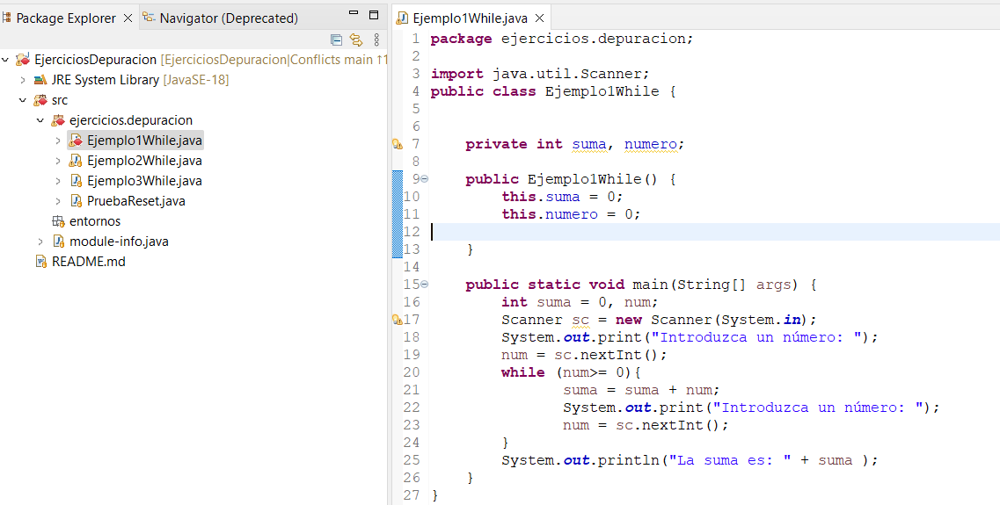 Package Explorer
Navigator (Deprecated)
EjerciciosDepuracion [EjerciciosDepuracion|Conflicts main ↑1
JRE System Library [JavaSE-18]
src
ejercicios.depuracion
Ejemplo1While.java
Ejemplo2While.java
Ejemplo3While.java
PruebaReset.java
entornos
module-info.java
README.md
Ejemplo1While.java
1 package ejercicios.depuracion;
2
3 import java.util.Scanner;
4 public class Ejemplo1While {
5
6
7 private int suma, numero;
8
9 public Ejemplo1While() {
10 this.suma = 0;
11 this.numero = 0;
12
13 }
14
15 public static void main(String[] args) {
16 int suma = 0, num;
17 Scanner sc = new Scanner(System.in);
18 System.out.print("Introduzca un número: ");
19 num = sc.nextInt();
20 while (num>= 0){
21 suma = suma + num;
22 System.out.print("Introduzca un número: ");
23 num = sc.nextInt();
24 }
25 System.out.println("La suma es: " + suma );
26 }
27 }